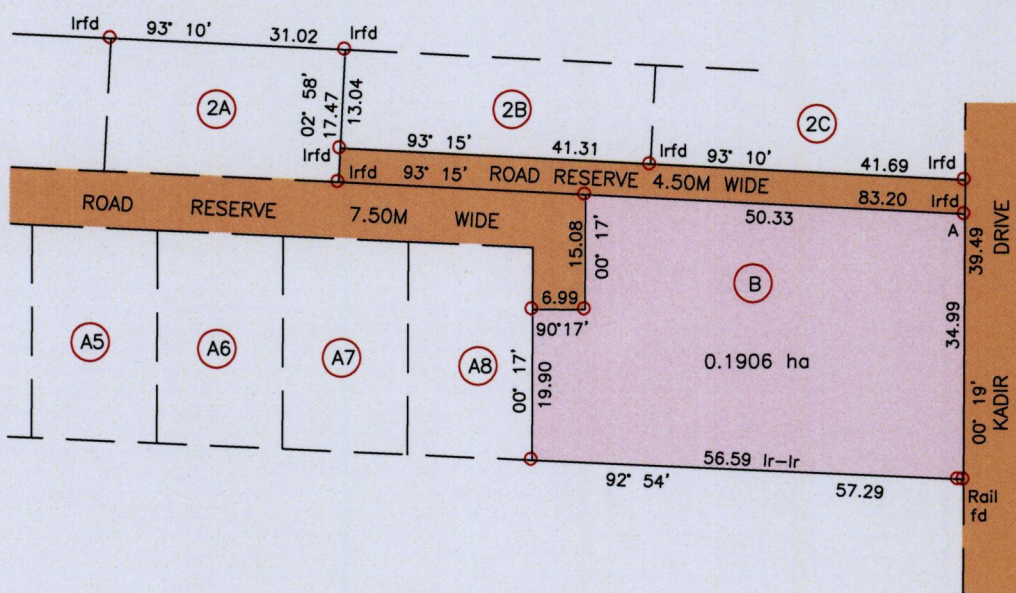 Irfd 93° 10' 31.02 Irfd
02° 58'
17.47
13.04
2A
2B
2C
Irfd 93° 15' 41.31 Irfd 93° 10' 41.69 Irfd
Irfd 93° 15' ROAD RESERVE 4.50M WIDE 83.20 Irfd
ROAD RESERVE 7.50M WIDE
50.33
A
15.08
00° 17'
39.49
DRIVE
B
6.99
90°17'
34.99
A5
A6
A7
A8
0.1906 ha
00° 17'
19.90
00° 19'
KADIR
56.59 Ir-Ir
92° 54' 57.29
Rail
fd